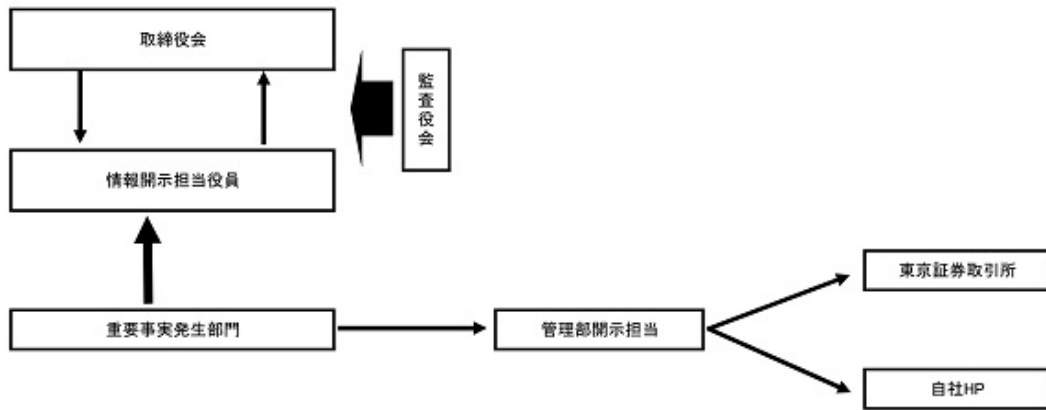 取締役会
監査役会
情報開示担当役員
重要事実発生部門
管理部開示担当
東京証券取引所
自社HP